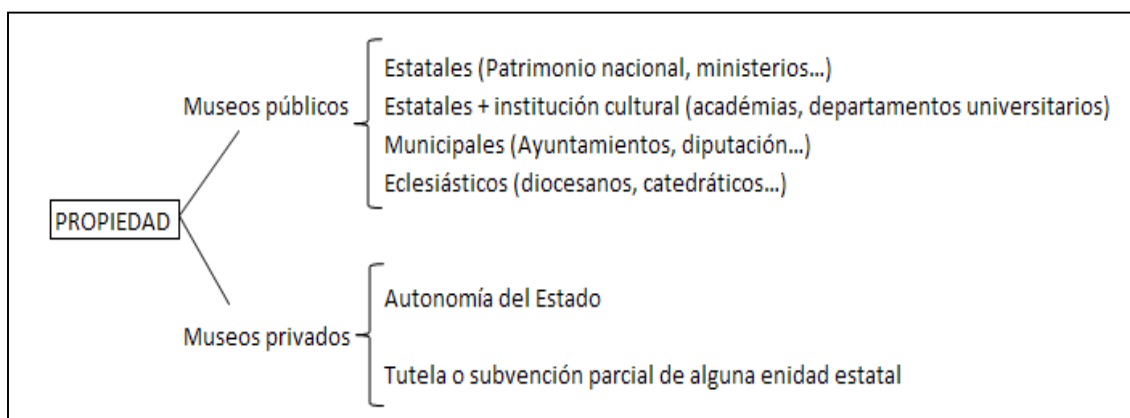 PROPIEDAD
Museos públicos
Estatales (Patrimonio nacional, ministerios…)
Estatales + institución cultural (académias, departamentos universitarios)
Municipales (Ayuntamientos, diputación…)
Eclesiásticos (diocesanos, catedráticos…)
Museos privados
Autonomía del Estado
Tutela o subvención parcial de alguna enidad estatal